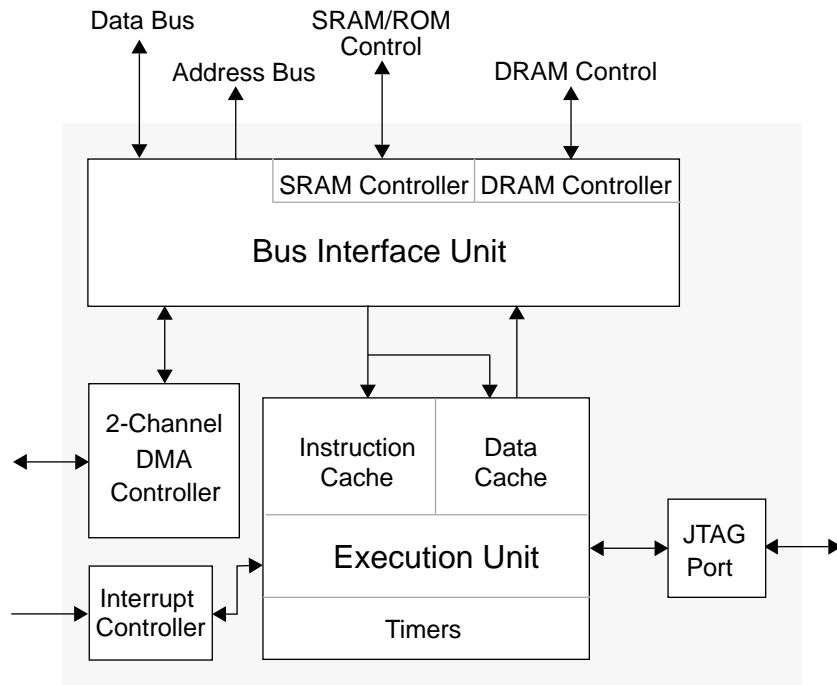 Data Bus
SRAM/ROM
Control
Address Bus
DRAM Control
SRAM Controller
DRAM Controller
Bus Interface Unit
2-Channel
DMA
Controller
Instruction
Cache
Data
Cache
Execution Unit
JTAG
Port
Interrupt
Controller
Timers